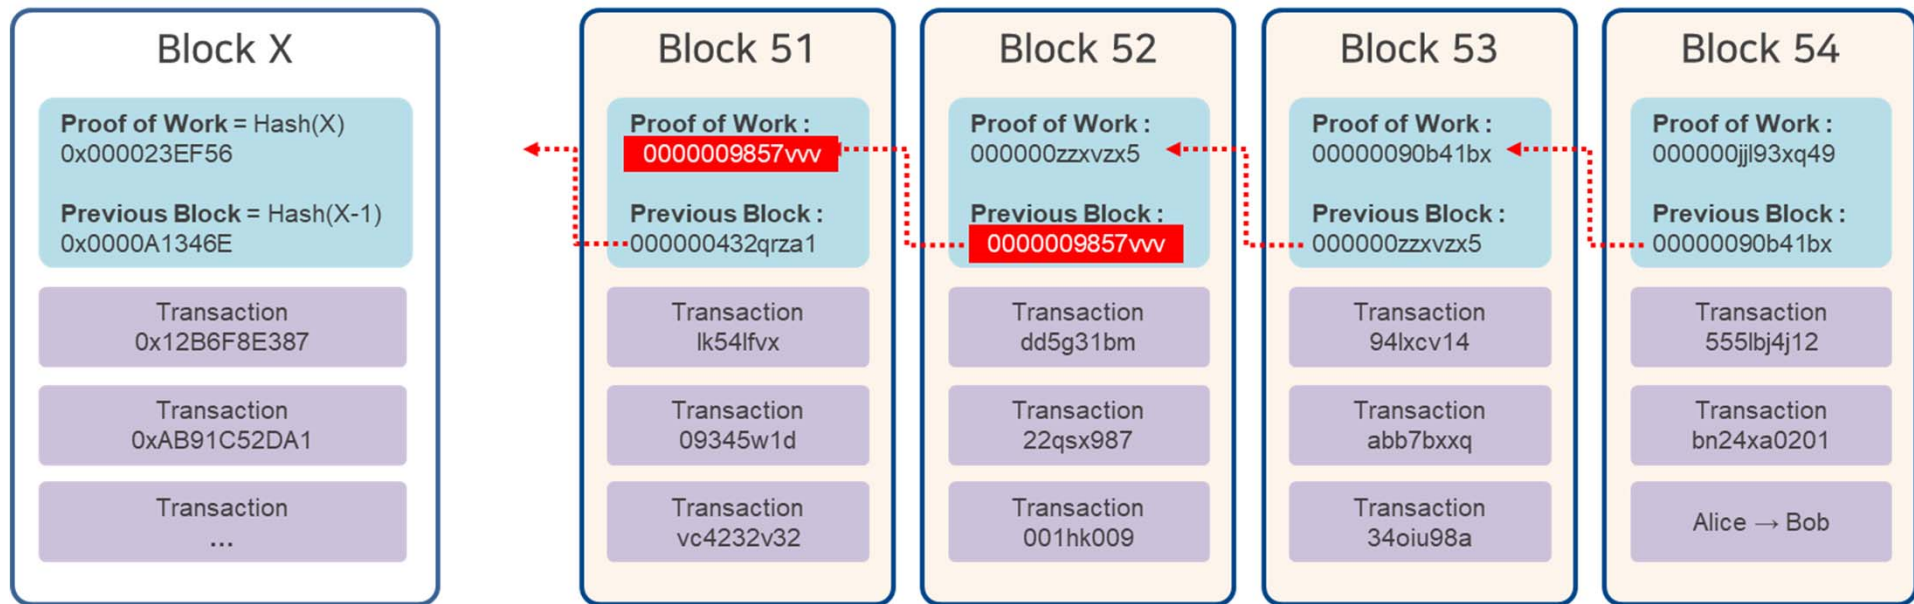 Block X
Proof of Work = Hash(X)
0x000023EF56
Previous Block = Hash(X-1)
0x0000A1346E
Transaction
0x12B6F8E387
Transaction
0xAB91C52DA1
Transaction
...
Block 51
Proof of Work :
0000009857vvv
Previous Block :
000000432qrza1
Transaction
lk54lfvx
Transaction
09345w1d
Transaction
vc4232v32
Block 52
Proof of Work :
000000zzxvzx5
Previous Block :
0000009857vvv
Transaction
dd5g31bm
Transaction
22qsx987
Transaction
001hk009
Block 53
Proof of Work :
00000090b41bx
Previous Block :
000000zzxvzx5
Transaction
94lxcv14
Transaction
abb7bxxq
Transaction
34oiu98a
Block 54
Proof of Work :
000000jjl93xq49
Previous Block :
00000090b41bx
Transaction
555lbj4j12
Transaction
bn24xa0201
Alice → Bob